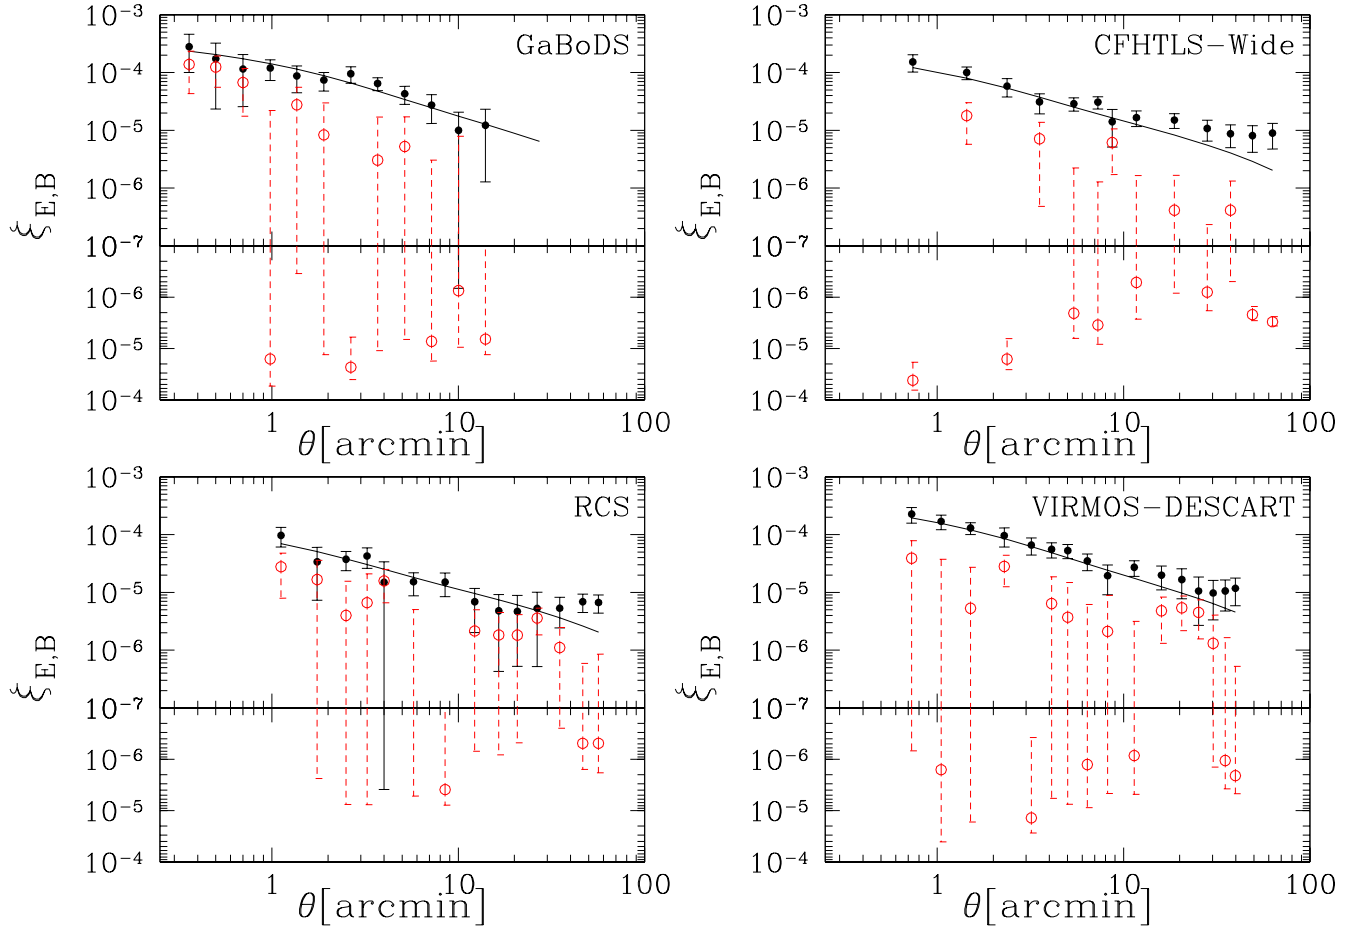 GaBoDS
10⁻³
10⁻⁴
10⁻⁵
10⁻⁶
10⁻⁷
10⁻⁶
10⁻⁵
10⁻⁴
ξE,B
1 10 100
θ[arcmin]
CFHTLS-Wide
10⁻³
10⁻⁴
10⁻⁵
10⁻⁶
10⁻⁷
10⁻⁶
10⁻⁵
10⁻⁴
ξE,B
1 10 100
θ[arcmin]
RCS
10⁻³
10⁻⁴
10⁻⁵
10⁻⁶
10⁻⁷
10⁻⁶
10⁻⁵
10⁻⁴
ξE,B
1 10 100
θ[arcmin]
VIRMOS-DESCART
10⁻³
10⁻⁴
10⁻⁵
10⁻⁶
10⁻⁷
10⁻⁶
10⁻⁵
10⁻⁴
ξE,B
1 10 100
θ[arcmin]